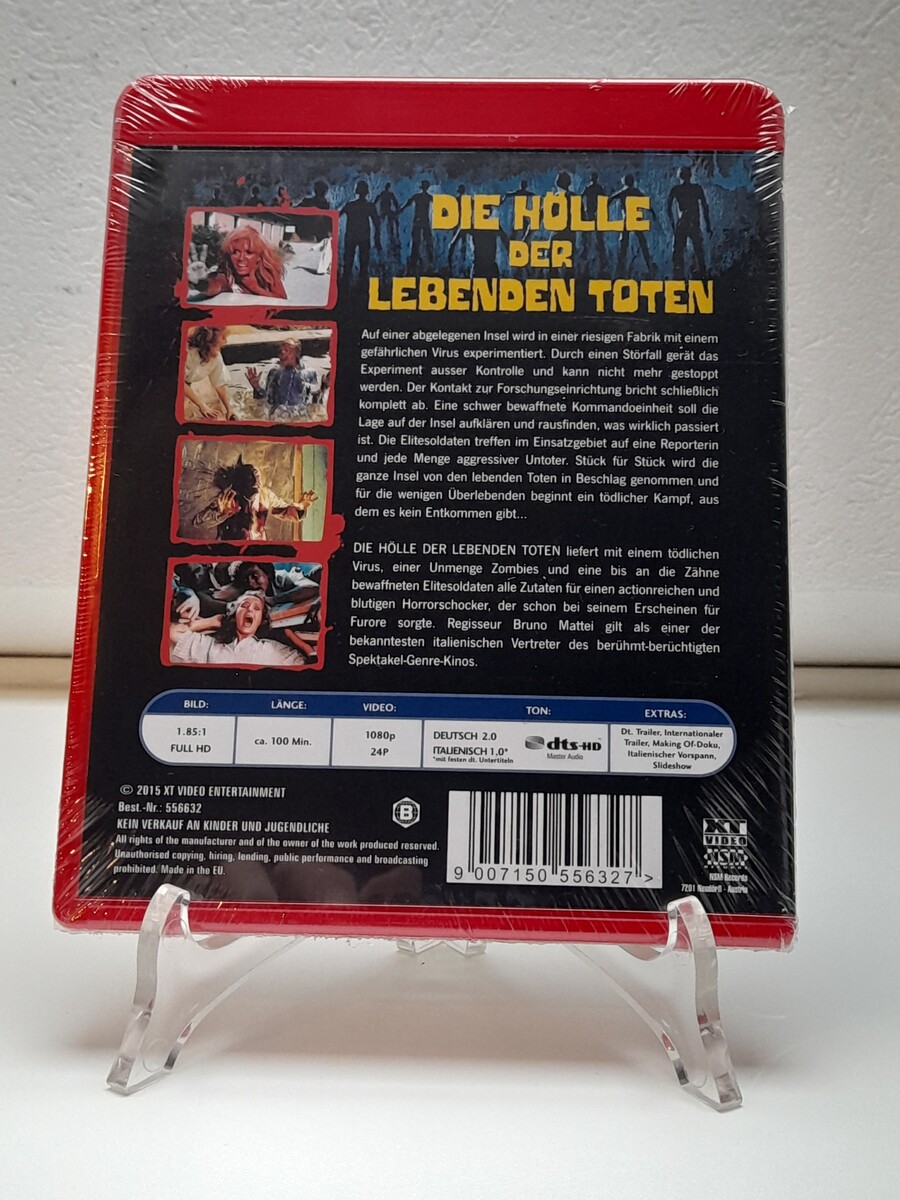 DIE HÖLLE
DER
LEBENDEN TOTEN
Auf einer abgelegenen Insel wird in einer riesigen Fabrik mit einem
gefährlichen Virus experimentiert. Durch einen Störfall gerät das
Experiment ausser Kontrolle und kann nicht mehr gestoppt
werden. Der Kontakt zur Forschungseinrichtung bricht schließlich
komplett ab. Eine schwer bewaffnete Kommandoeinheit soll die
Lage auf der Insel aufklären und rausfinden, was wirklich passiert
ist. Die Elitesoldaten treffen im Einsatzgebiet auf eine Reporterin
und jede Menge aggressiver Untoter. Stück für Stück wird die
ganze Insel von den lebenden Toten in Beschlag genommen und
für die wenigen Überlebenden beginnt ein tödlicher Kampf, aus
dem es kein Entkommen gibt...
DIE HÖLLE DER LEBENDEN TOTEN liefert mit einem tödlichen
Virus, einer Unmenge Zombies und eine bis an die Zähne
bewaffneten Elitesoldaten alle Zutaten für einen actionreichen und
blutigen Horrorschocker, der schon bei seinem Erscheinen für
Furore sorgte. Regisseur Bruno Mattei gilt als einer der
bekanntesten italienischen Vertreter des berühmt-berüchtigten
Spektakel-Genre-Kinos.
BILD:
1.85:1
FULL HD
LÄNGE:
ca. 100 Min.
VIDEO:
1080p
24P
TON:
DEUTSCH 2.0
ITALIENISCH 1.0*
*mit festen dt. Untertiteln
dts-HD
Master Audio
EXTRAS:
Dt. Trailer, Internationaler
Trailer, Making Of-Doku,
Italienischer Vorspann,
Slideshow
© 2015 XT VIDEO ENTERTAINMENT
Best.-Nr.: 556632
KEIN VERKAUF AN KINDER UND JUGENDLICHE
All rights of the manufacturer and of the owner of the work produced reserved.
Unauthorised copying, hiring, lending, public performance and broadcasting
prohibited. Made in the EU.
B
9 007150 556327 >
XT
VIDEO
NSM
NSM Records
7201 Neudörfl - Austria